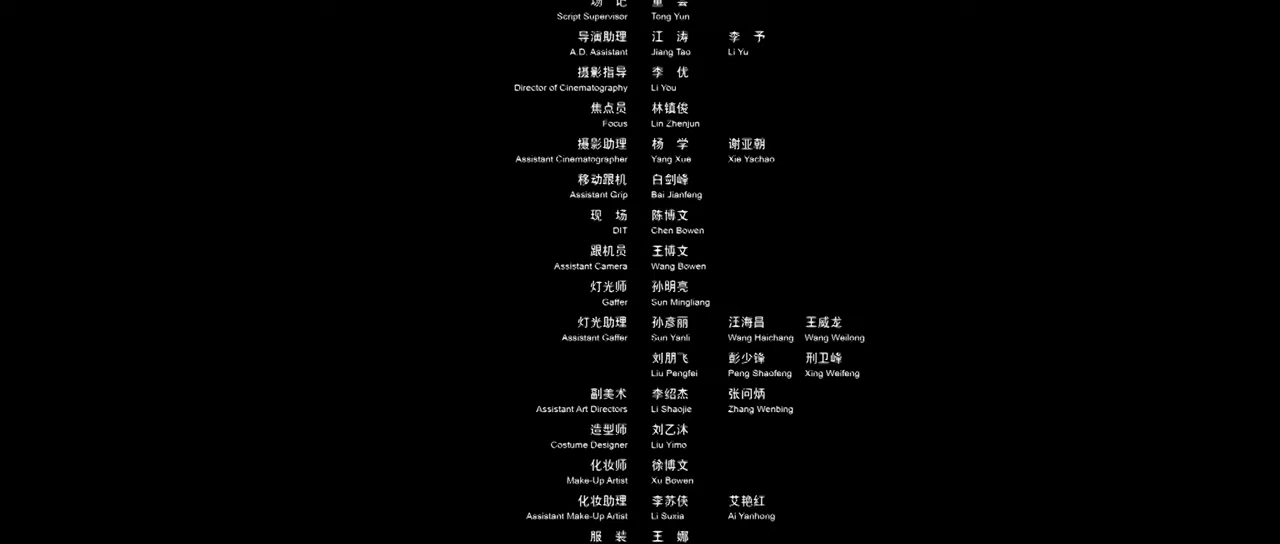 场 记 童 芸
Script Supervisor Tong Yun
导演助理 江 涛 李 予
A.D. Assistant Jiang Tao Li Yu
摄影指导 李 优
Director of Cinematography Li You
焦点员 林镇俊
Focus Lin Zhenjun
摄影助理 杨 学 谢亚朝
Assistant Cinematographer Yang Xue Xie Yachao
移动跟机 白剑峰
Assistant Grip Bai Jianfeng
现 场 陈博文
DIT Chen Bowen
跟机员 王博文
Assistant Camera Wang Bowen
灯光师 孙明亮
Gaffer Sun Mingliang
灯光助理 孙彦丽 汪海昌 王威龙
Assistant Gaffer Sun Yanli Wang Haichang Wang Weilong
刘朋飞 彭少锋 刑卫峰
Liu Pengfei Peng Shaofeng Xing Weifeng
副美术 李绍杰 张问炳
Assistant Art Directors Li Shaojie Zhang Wenbing
造型师 刘乙沐
Costume Designer Liu Yimo
化妆师 徐博文
Make-Up Artist Xu Bowen
化妆助理 李苏侠 艾艳红
Assistant Make-Up Artist Li Suxia Ai Yanhong
服 装 王 娜